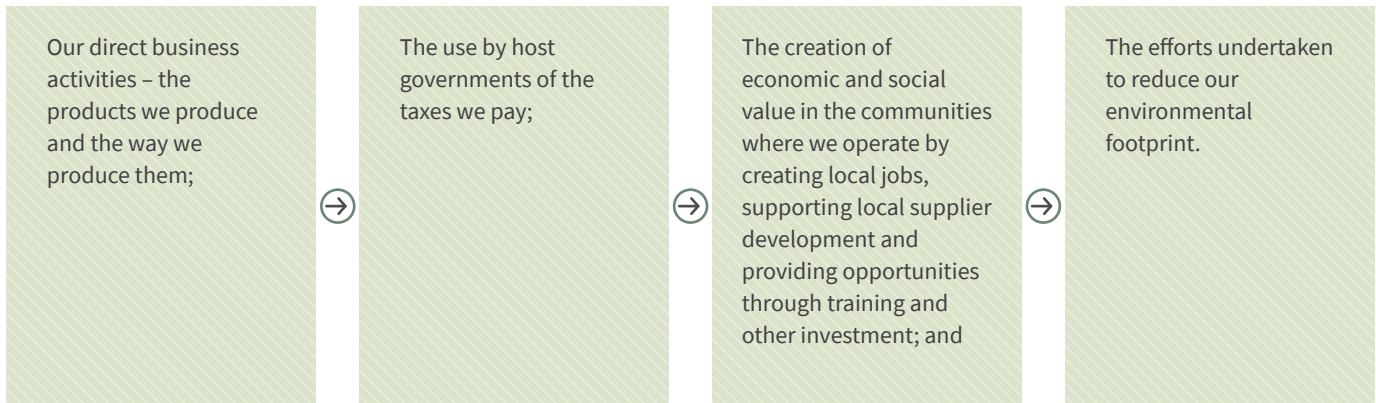 Our direct business
activities – the
products we produce
and the way we
produce them;
The use by host
governments of the
taxes we pay;
The creation of
economic and social
value in the communities
where we operate by
creating local jobs,
supporting local supplier
development and
providing opportunities
through training and
other investment; and
The efforts undertaken
to reduce our
environmental
footprint.